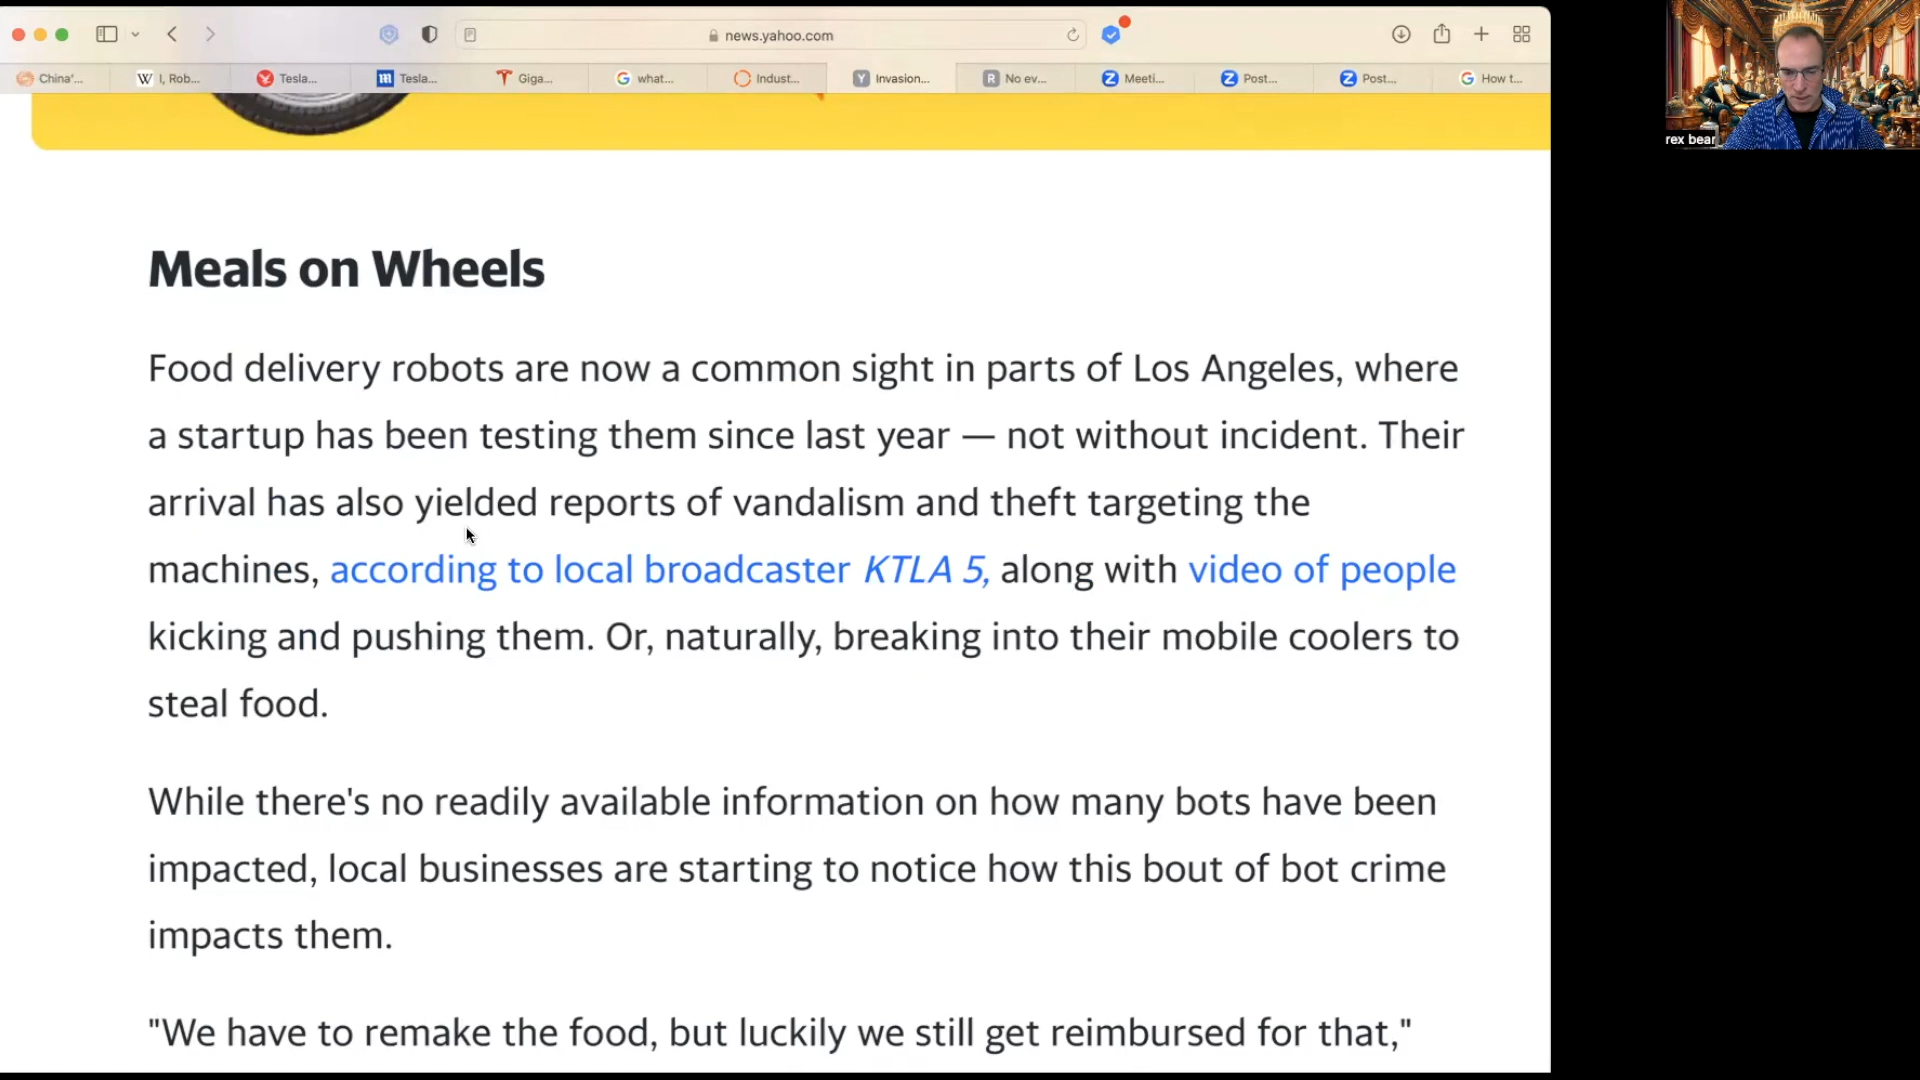 news.yahoo.com
China'...
W I, Rob...
Tesla...
m Tesla...
Giga...
G what...
Indust...
Y Invasion...
R No ev...
Z Meeti...
Z Post...
Z Post...
G How t...
rex bear
Meals on Wheels
Food delivery robots are now a common sight in parts of Los Angeles, where
a startup has been testing them since last year — not without incident. Their
arrival has also yielded reports of vandalism and theft targeting the
machines, according to local broadcaster KTLA 5, along with video of people
kicking and pushing them. Or, naturally, breaking into their mobile coolers to
steal food.
While there's no readily available information on how many bots have been
impacted, local businesses are starting to notice how this bout of bot crime
impacts them.
"We have to remake the food, but luckily we still get reimbursed for that,"